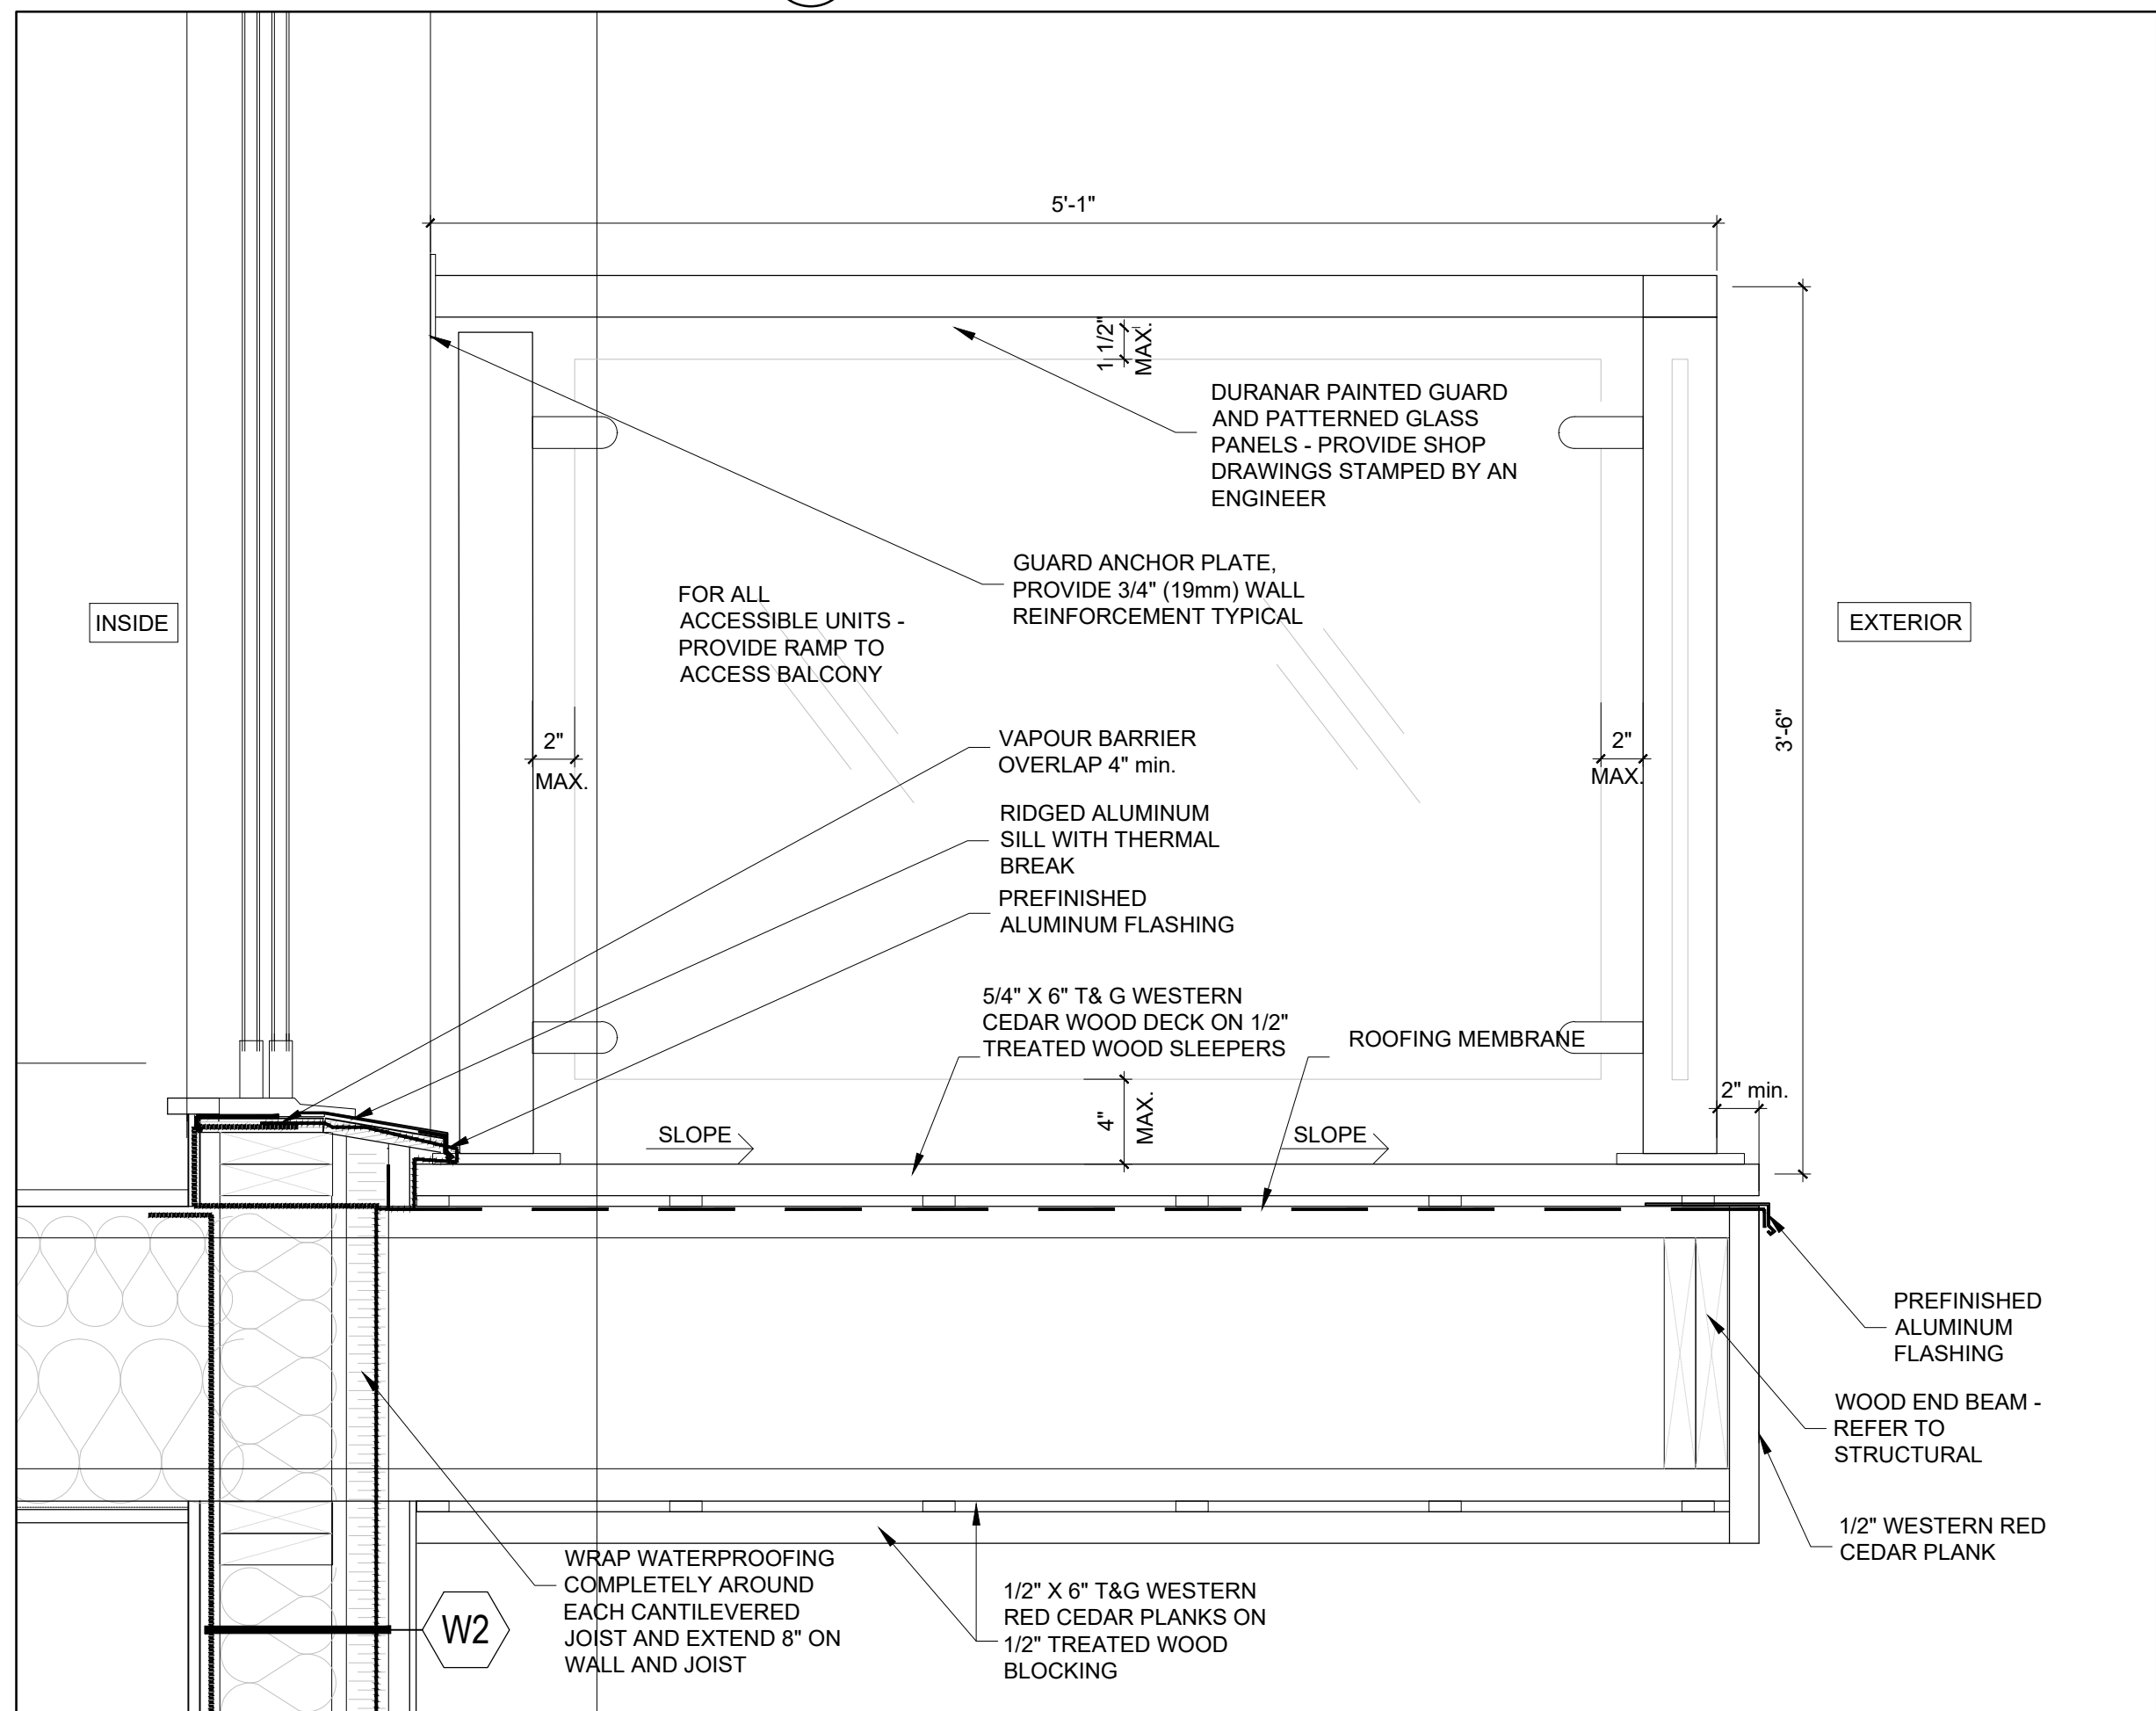 5'-1"
1 1/2"
MAX.
DURANAR PAINTED GUARD
AND PATTERNED GLASS
PANELS - PROVIDE SHOP
DRAWINGS STAMPED BY AN
ENGINEER
GUARD ANCHOR PLATE,
PROVIDE 3/4" (19mm) WALL
REINFORCEMENT TYPICAL
FOR ALL
ACCESSIBLE UNITS -
PROVIDE RAMP TO
ACCESS BALCONY
INSIDE
EXTERIOR
3'-6"
2"
MAX.
2"
MAX.
VAPOUR BARRIER
OVERLAP 4" min.
RIDGED ALUMINUM
SILL WITH THERMAL
BREAK
PREFINISHED
ALUMINUM FLASHING
5/4" X 6" T& G WESTERN
CEDAR WOOD DECK ON 1/2"
TREATED WOOD SLEEPERS
ROOFING MEMBRANE
2" min.
4"
MAX.
SLOPE
SLOPE
PREFINISHED
ALUMINUM
FLASHING
WOOD END BEAM -
REFER TO
STRUCTURAL
1/2" WESTERN RED
CEDAR PLANK
WRAP WATERPROOFING
COMPLETELY AROUND
EACH CANTILEVERED
JOIST AND EXTEND 8" ON
WALL AND JOIST
W2
1/2" X 6" T&G WESTERN
RED CEDAR PLANKS ON
1/2" TREATED WOOD
BLOCKING